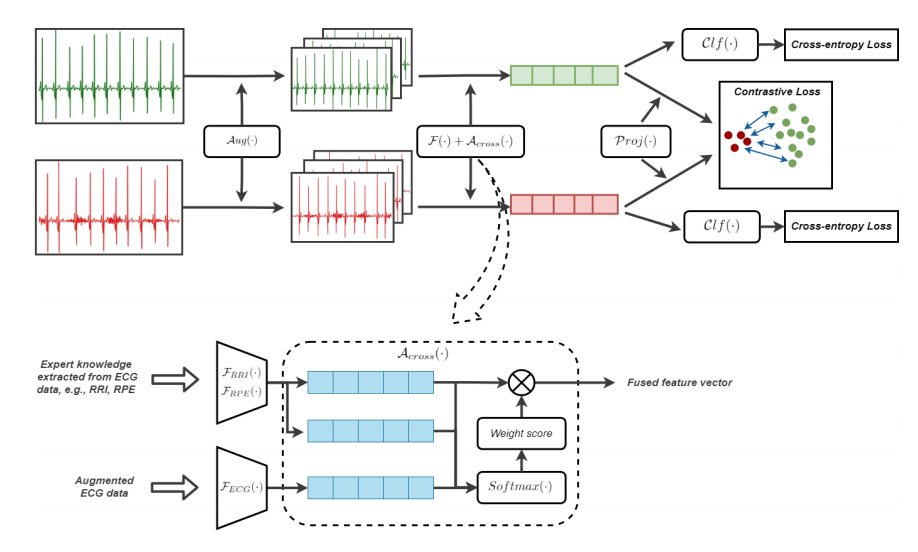 Clf(·)
Cross-entropy Loss
Contrastive Loss
Aug(·)
F(·) + A_cross(·)
Proj(·)
Clf(·)
Cross-entropy Loss
A_cross(·)
Expert knowledge
extracted from ECG
data, e.g., RRI, RPE
F_RRI(·)
F_RPE(·)
Fused feature vector
Weight score
Augmented
ECG data
F_ECG(·)
Softmax(·)